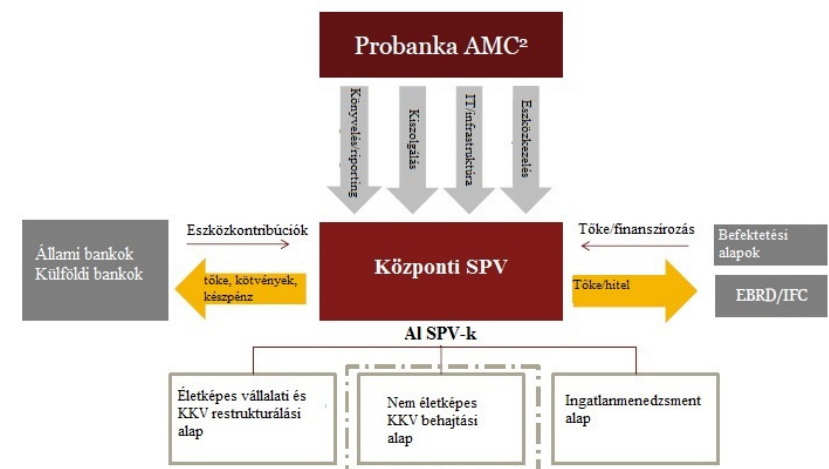 Probanka AMC²
Könyvelés/riporting
Kiszolgálás
IT/infrastruktúra
Eszközkezelés
Állami bankok
Külföldi bankok
Eszközkontribúciók
tőke, kötvények,
készpénz
Központi SPV
Tőke/finanszírozás
Tőke/hitel
Befektetési
alapok
EBRD/IFC
Al SPV-k
Életképes vállalati és
KKV restrukturálási
alap
Nem életképes
KKV behajtási
alap
Ingatlanmenedzsment
alap